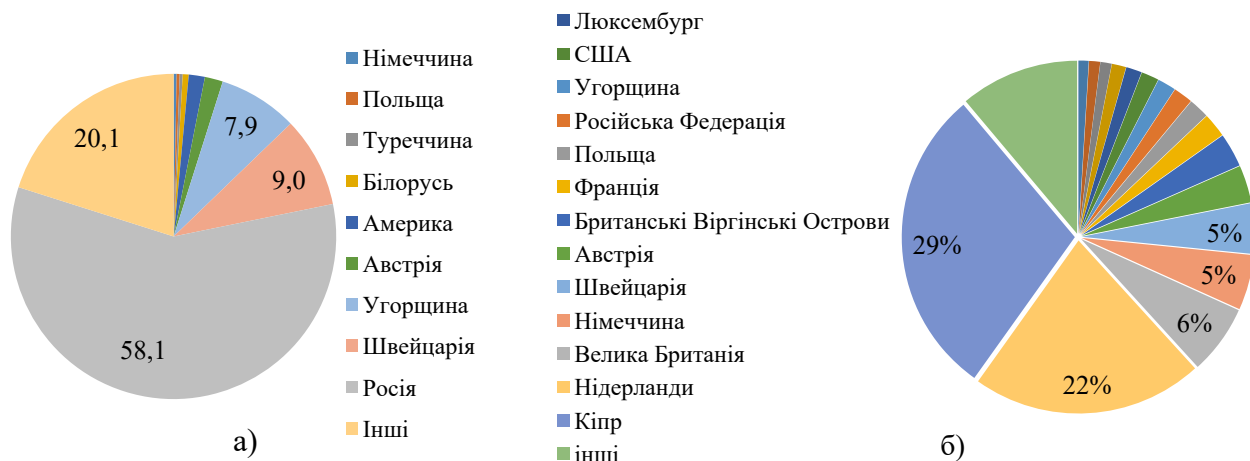 20,1
7,9
9,0
58,1
Німеччина
Польща
Туреччина
Білорусь
Америка
Австрія
Угорщина
Швейцарія
Росія
Інші
а)
Люксембург
США
Угорщина
Російська Федерація
Польща
Франція
Британські Віргінські Острови
Австрія
Швейцарія
Німеччина
Велика Британія
Нідерланди
Кіпр
інші
29%
5%
5%
6%
22%
б)